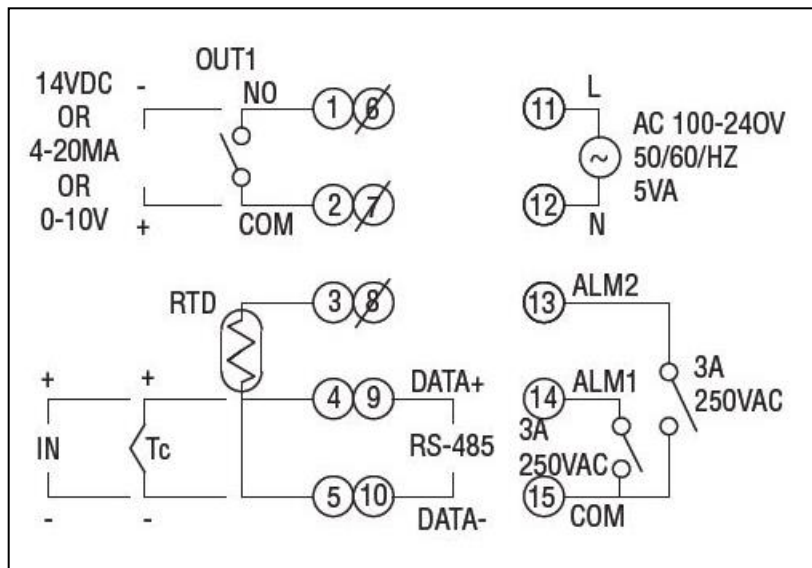 OUT1
14VDC
OR
4-20MA
OR
0-10V
-
+
NO
COM
1 6
2 7
L
11
12
N
~
AC 100-24OV
50/60/HZ
5VA
RTD
3 8
+
+
IN
Tc
-
-
4 9
5 10
DATA+
RS-485
DATA-
13
ALM2
14
ALM1
3A
250VAC
3A
250VAC
15
COM